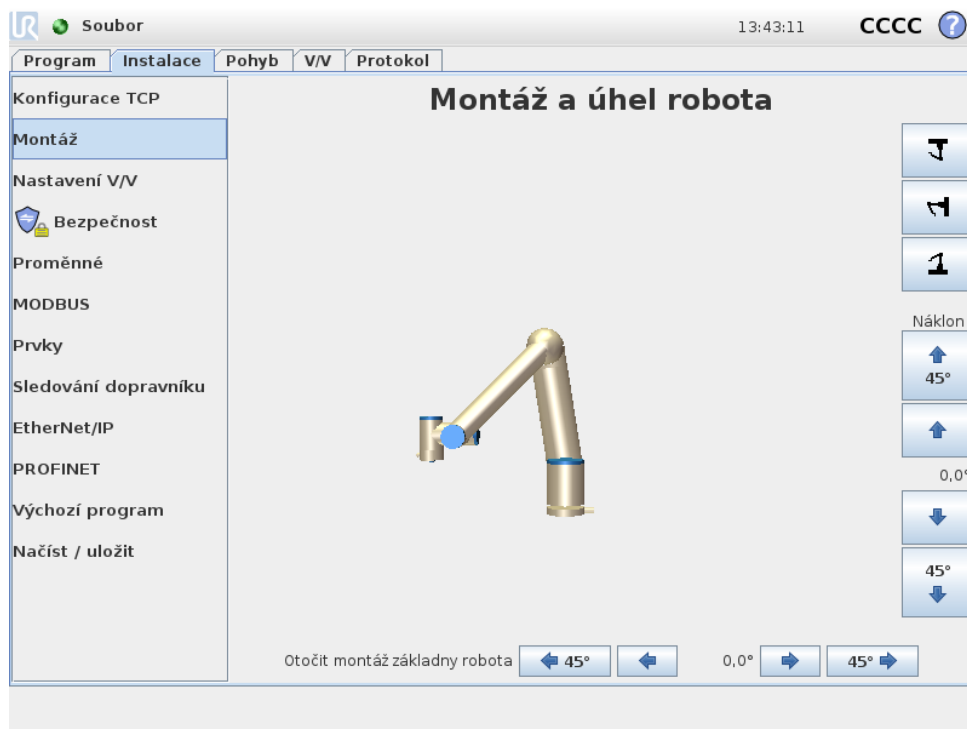 UR Soubor 13:43:11 CCCC ?
Program Instalace Pohyb V/V Protokol
Konfigurace TCP
Montáž
Nastavení V/V
Bezpečnost
Proměnné
MODBUS
Prvky
Sledování dopravníku
EtherNet/IP
PROFINET
Výchozí program
Načíst / uložit
Montáž a úhel robota
Náklon
45°
0,0°
45°
Otočit montáž základny robota 45° 0,0° 45°